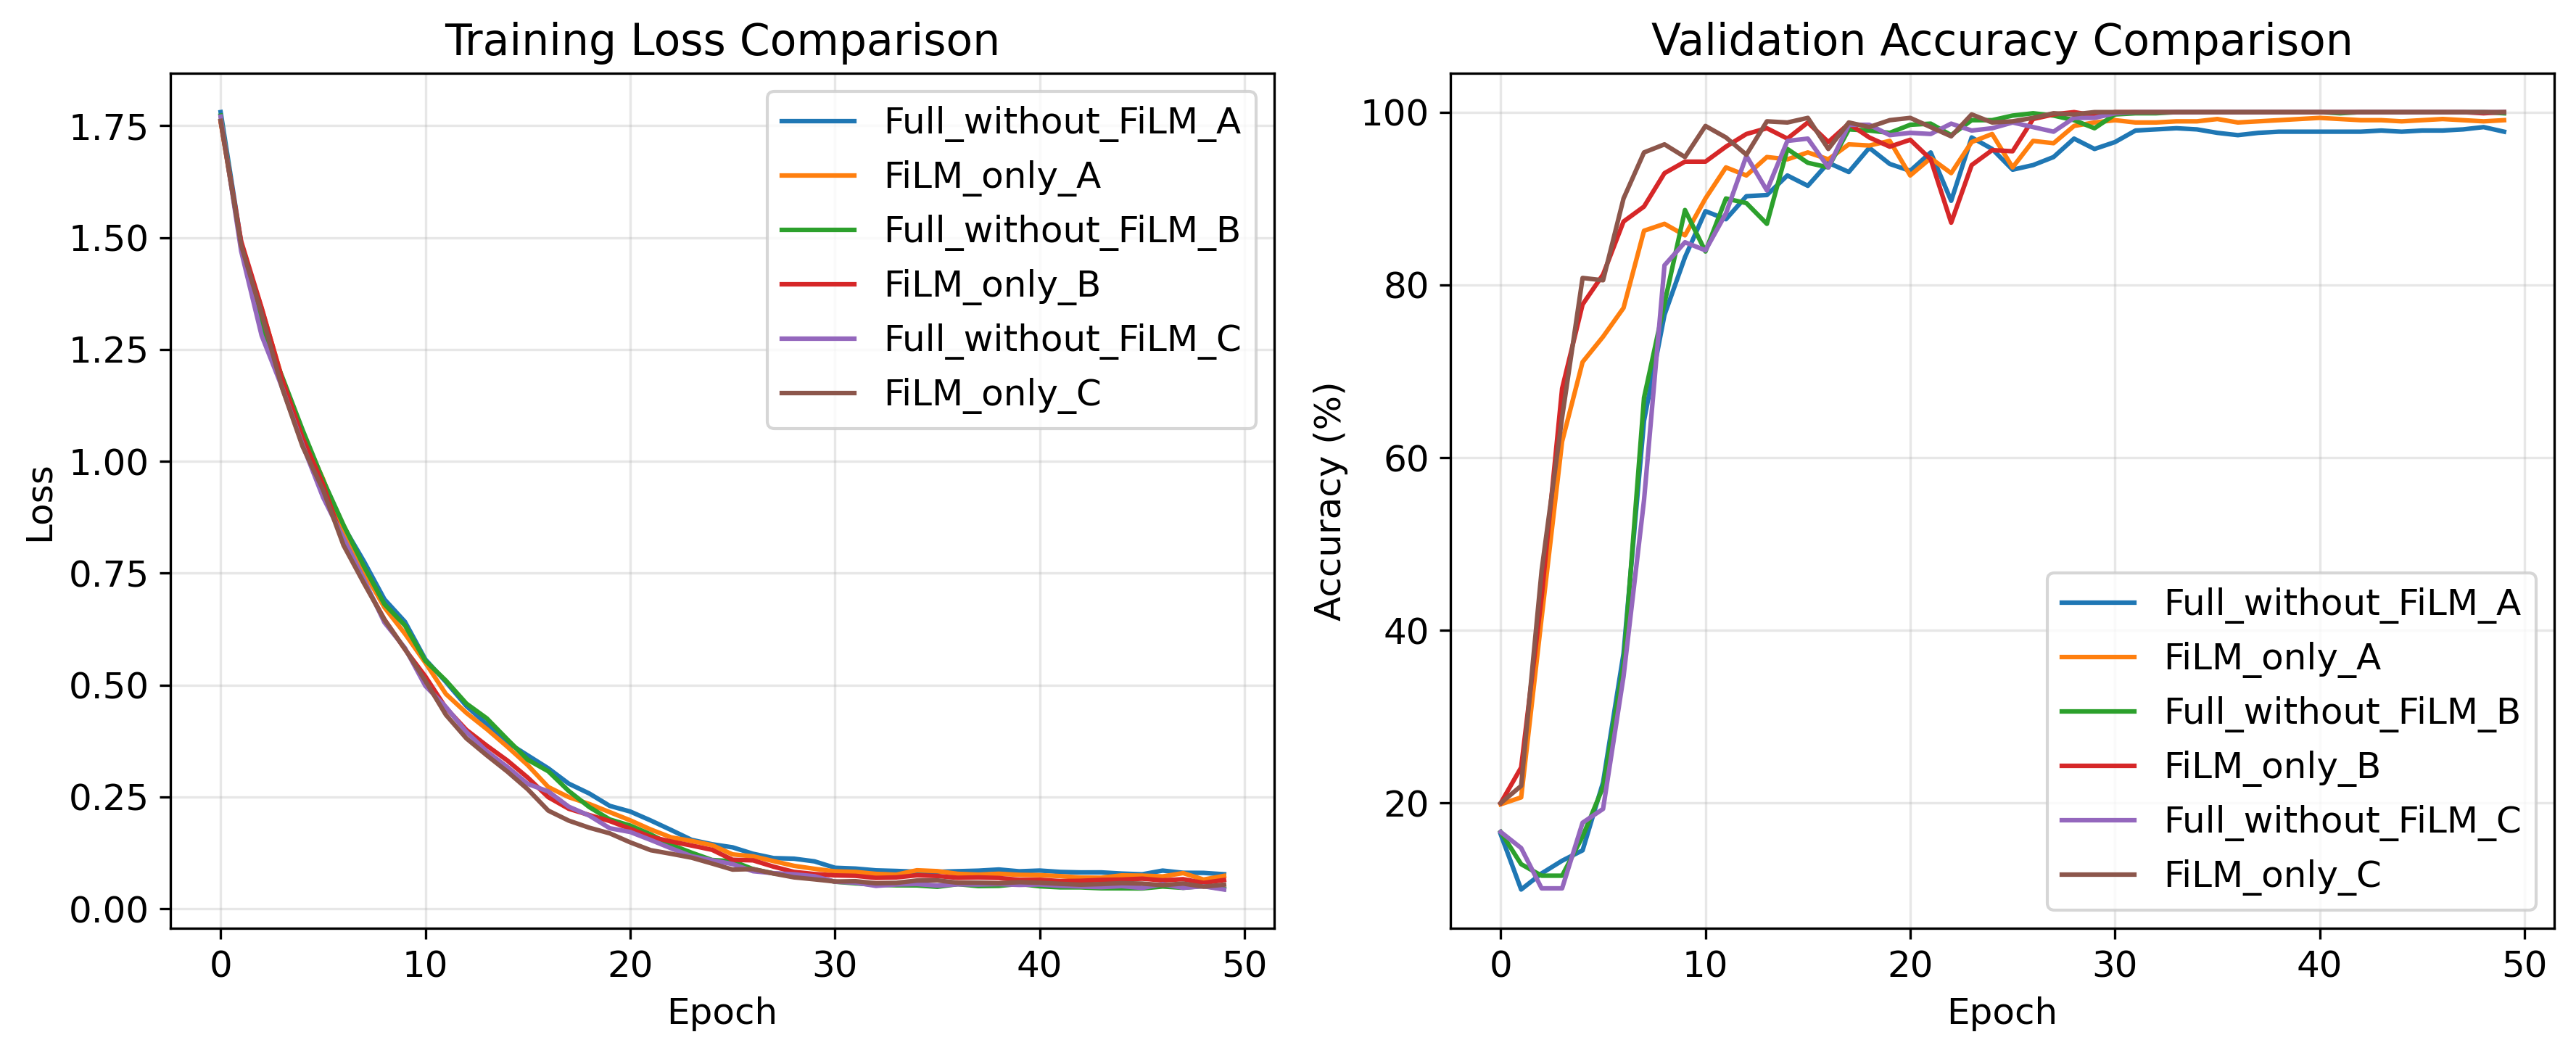 Training Loss Comparison
Loss
1.75
1.50
1.25
1.00
0.75
0.50
0.25
0.00
0 10 20 30 40 50
Epoch
Full_without_FiLM_A
FiLM_only_A
Full_without_FiLM_B
FiLM_only_B
Full_without_FiLM_C
FiLM_only_C
Validation Accuracy Comparison
Accuracy (%)
100
80
60
40
20
0 10 20 30 40 50
Epoch
Full_without_FiLM_A
FiLM_only_A
Full_without_FiLM_B
FiLM_only_B
Full_without_FiLM_C
FiLM_only_C